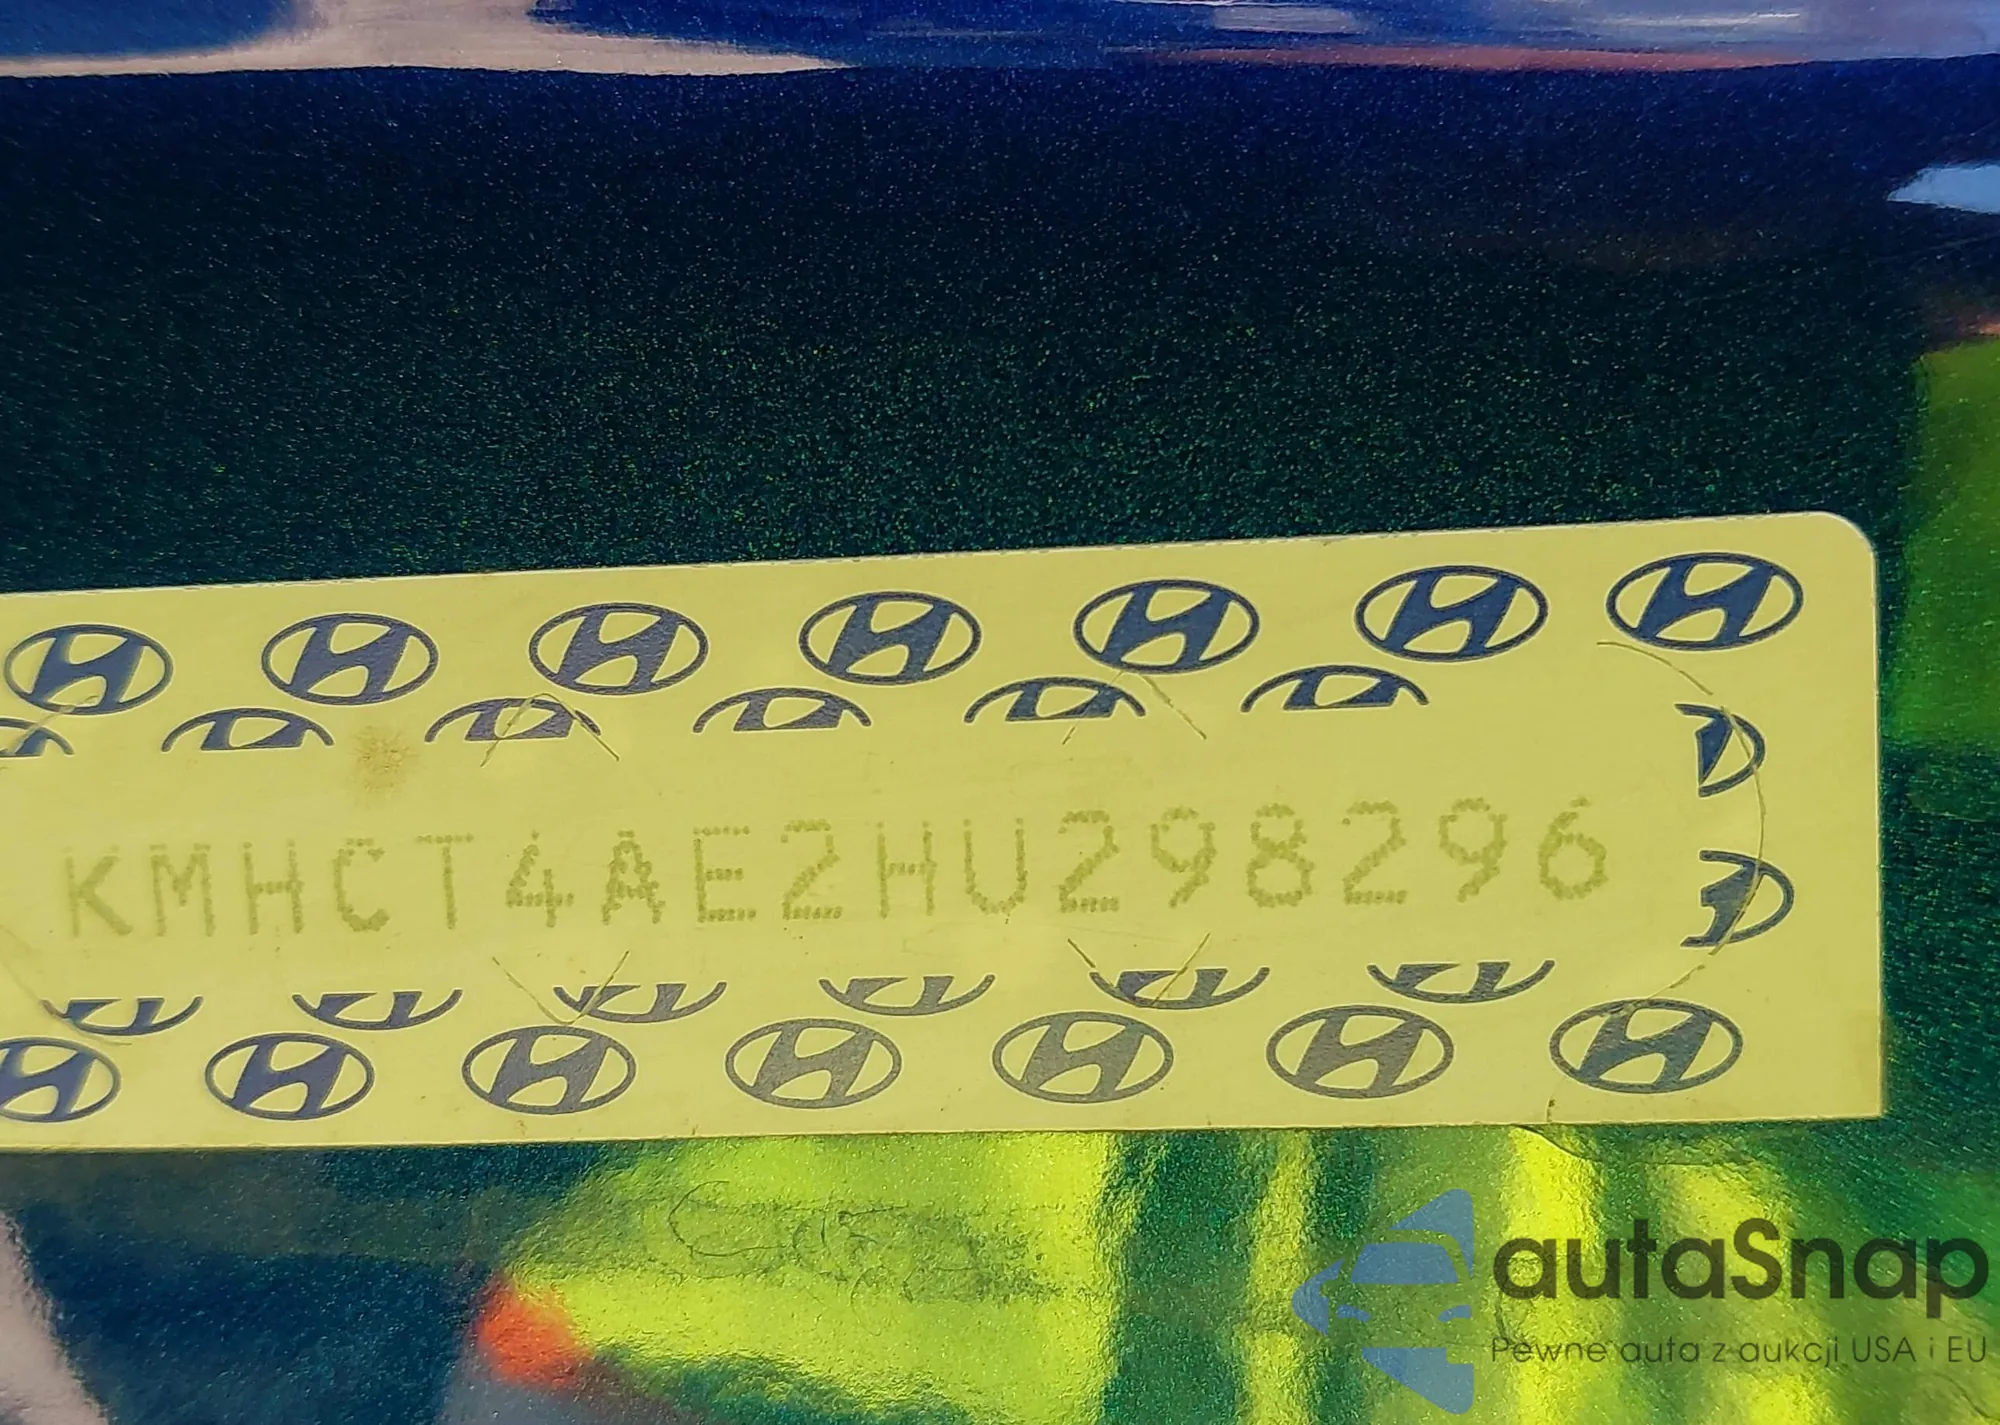 KMHCT4AE2HU298296
autaSnap
Pewne auta z aukcji USA i EU